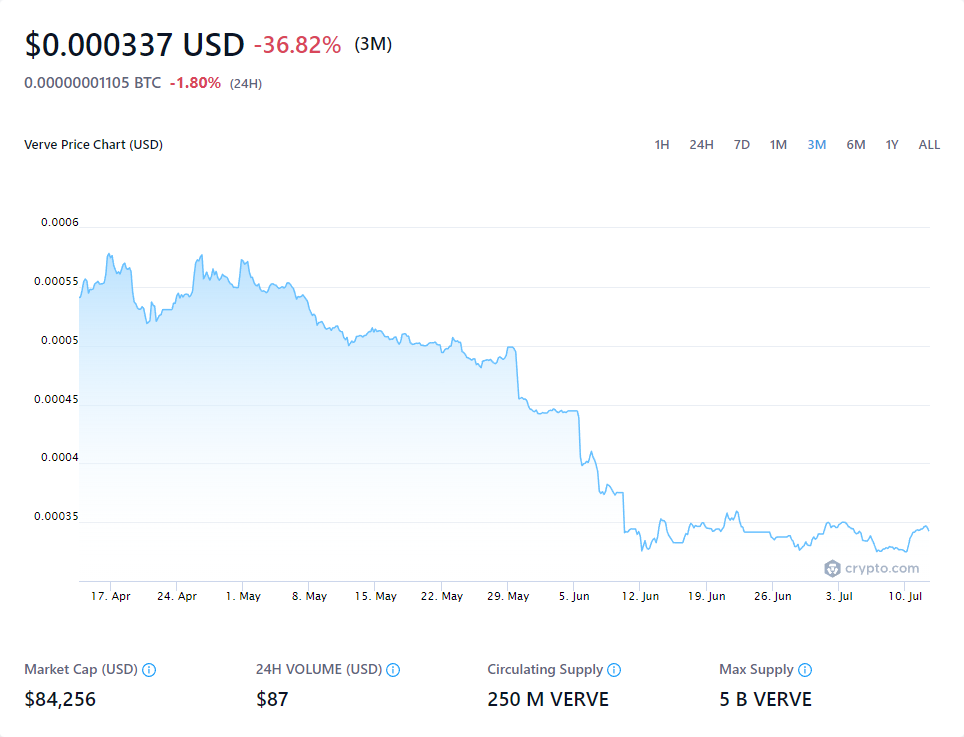 $0.000337 USD -36.82% (3M)
0.00000001105 BTC -1.80% (24H)
Verve Price Chart (USD) 1H 24H 7D 1M 3M 6M 1Y ALL
0.0006
0.00055
0.0005
0.00045
0.0004
0.00035
crypto.com
17. Apr 24. Apr 1. May 8. May 15. May 22. May 29. May 5. Jun 12. Jun 19. Jun 26. Jun 3. Jul 10. Jul
Market Cap (USD) 24H VOLUME (USD) Circulating Supply Max Supply
$84,256 $87 250 M VERVE 5 B VERVE